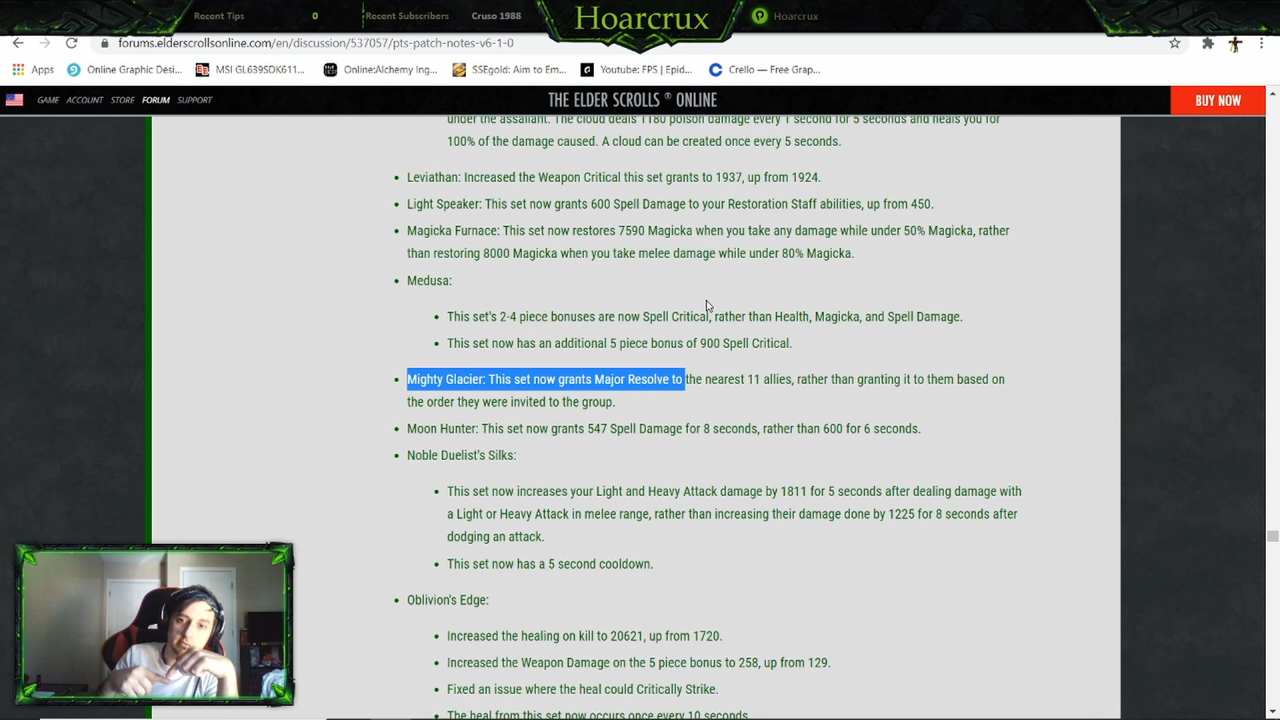 Recent Tips 0 Recent Subscribers Cruso 1988 Hoarcrux Hoarcrux
forums.elderscrollsonline.com/en/discussion/537057/pts-patch-notes-v6-1-0
Apps Online Graphic Desi... MSI GL639SDK611... Online:Alchemy Ing... SSEgold: Aim to Em... Youtube: FPS | Epid... Crello — Free Grap...
GAME ACCOUNT STORE FORUM SUPPORT THE ELDER SCROLLS ® ONLINE BUY NOW
under the assailant. The cloud deals 1180 poison damage every 1 second for 5 seconds and heals you for
100% of the damage caused. A cloud can be created once every 5 seconds.
• Leviathan: Increased the Weapon Critical this set grants to 1937, up from 1924.
• Light Speaker: This set now grants 600 Spell Damage to your Restoration Staff abilities, up from 450.
• Magicka Furnace: This set now restores 7590 Magicka when you take any damage while under 50% Magicka, rather
than restoring 8000 Magicka when you take melee damage while under 80% Magicka.
• Medusa:
• This set's 2-4 piece bonuses are now Spell Critical, rather than Health, Magicka, and Spell Damage.
• This set now has an additional 5 piece bonus of 900 Spell Critical.
• Mighty Glacier: This set now grants Major Resolve to the nearest 11 allies, rather than granting it to them based on
the order they were invited to the group.
• Moon Hunter: This set now grants 547 Spell Damage for 8 seconds, rather than 600 for 6 seconds.
• Noble Duelist's Silks:
• This set now increases your Light and Heavy Attack damage by 1811 for 5 seconds after dealing damage with
a Light or Heavy Attack in melee range, rather than increasing their damage done by 1225 for 8 seconds after
dodging an attack.
• This set now has a 5 second cooldown.
• Oblivion's Edge:
• Increased the healing on kill to 20621, up from 1720.
• Increased the Weapon Damage on the 5 piece bonus to 258, up from 129.
• Fixed an issue where the heal could Critically Strike.
• The heal from this set now occurs once every 10 seconds.